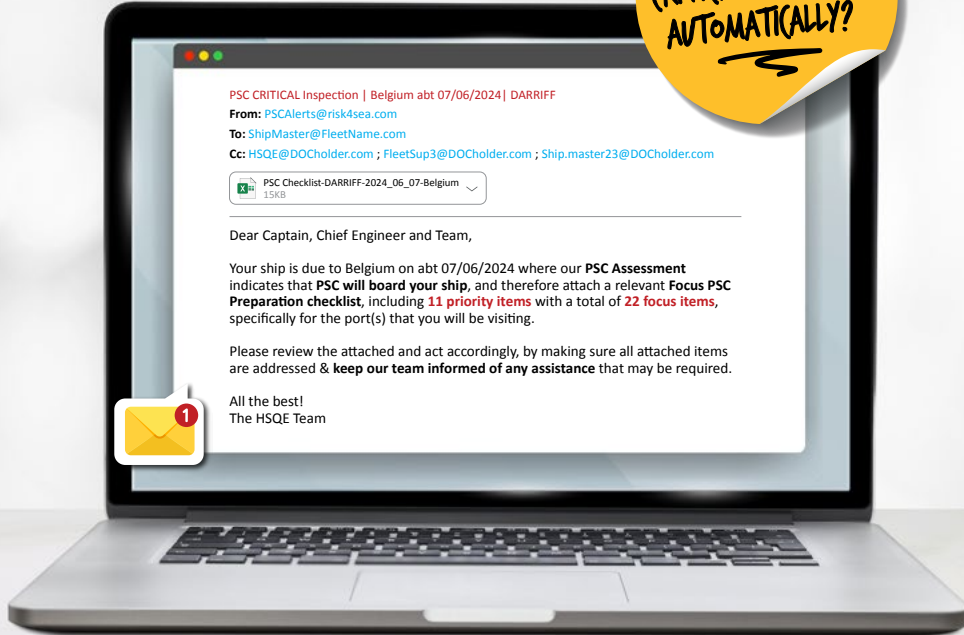 AUTOMATICALLY?
PSC CRITICAL Inspection | Belgium abt 07/06/2024| DARRIFF
From: PSCAlerts@risk4sea.com
To: ShipMaster@FleetName.com
Cc: HSQE@DOCholder.com ; FleetSup3@DOCholder.com ; Ship.master23@DOCholder.com
PSC Checklist-DARRIFF-2024_06_07-Belgium
15KB
Dear Captain, Chief Engineer and Team,
Your ship is due to Belgium on abt 07/06/2024 where our PSC Assessment
indicates that PSC will board your ship, and therefore attach a relevant Focus PSC
Preparation checklist, including 11 priority items with a total of 22 focus items,
specifically for the port(s) that you will be visiting.
Please review the attached and act accordingly, by making sure all attached items
are addressed & keep our team informed of any assistance that may be required.
All the best!
The HSQE Team
1